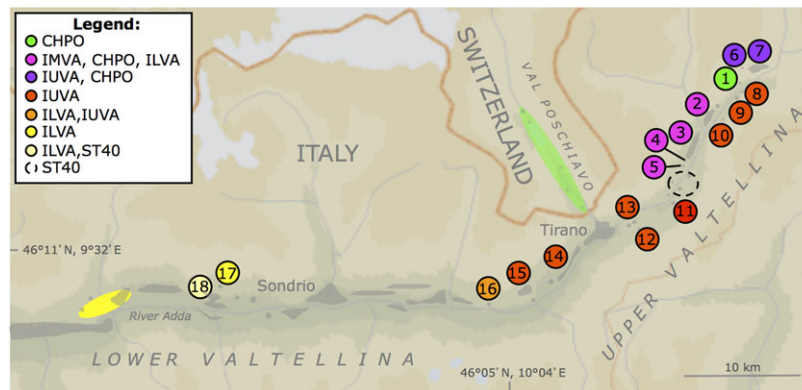 Legend:
CHPO
IMVA, CHPO, ILVA
IUVA, CHPO
IUVA
ILVA,IUVA
ILVA
ILVA,ST40
ST40
SWITZERLAND
VAL POSCHIAVO
ITALY
6
7
1
8
2
9
3
10
4
5
13
11
Tirano
12
46°11'N, 9°32'E
14
15
17
16
18
Sondrio
River Adda
UPPER VALTELLINA
LOWER VALTELLINA
46°05'N, 10°04'E
10 km